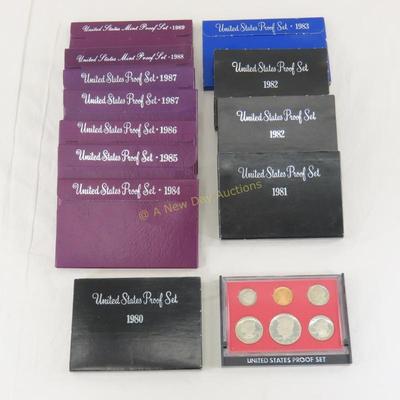 United States Mint Proof Set • 1989
United States Mint Proof Set • 1988
United States Proof Set • 1987
United States Proof Set • 1987
United States Proof Set • 1986
United States Proof Set • 1985
United States Proof Set • 1984
United States Proof Set • 1983
United States Proof Set
1982
United States Proof Set
1982
United States Proof Set
1981
@ A New Day Auctions
United States Proof Set
1980
UNITED STATES PROOF SET